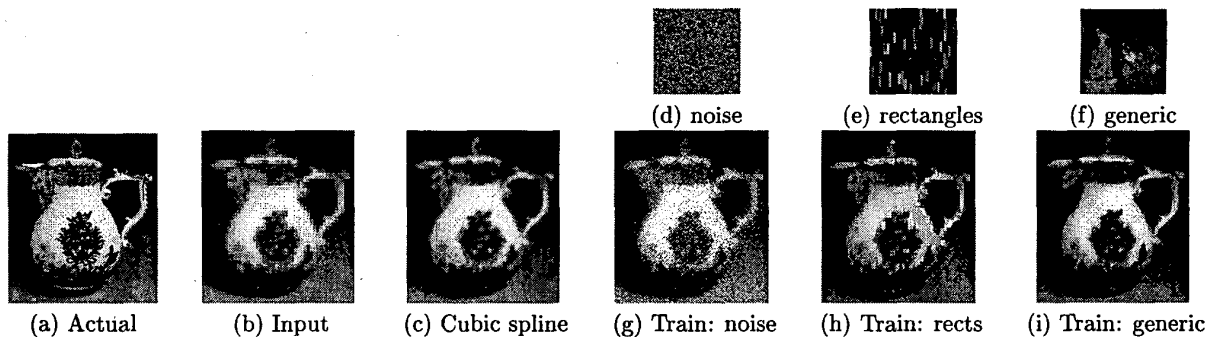 (d) noise
(e) rectangles
(f) generic
(a) Actual
(b) Input
(c) Cubic spline
(g) Train: noise
(h) Train: rects
(i) Train: generic